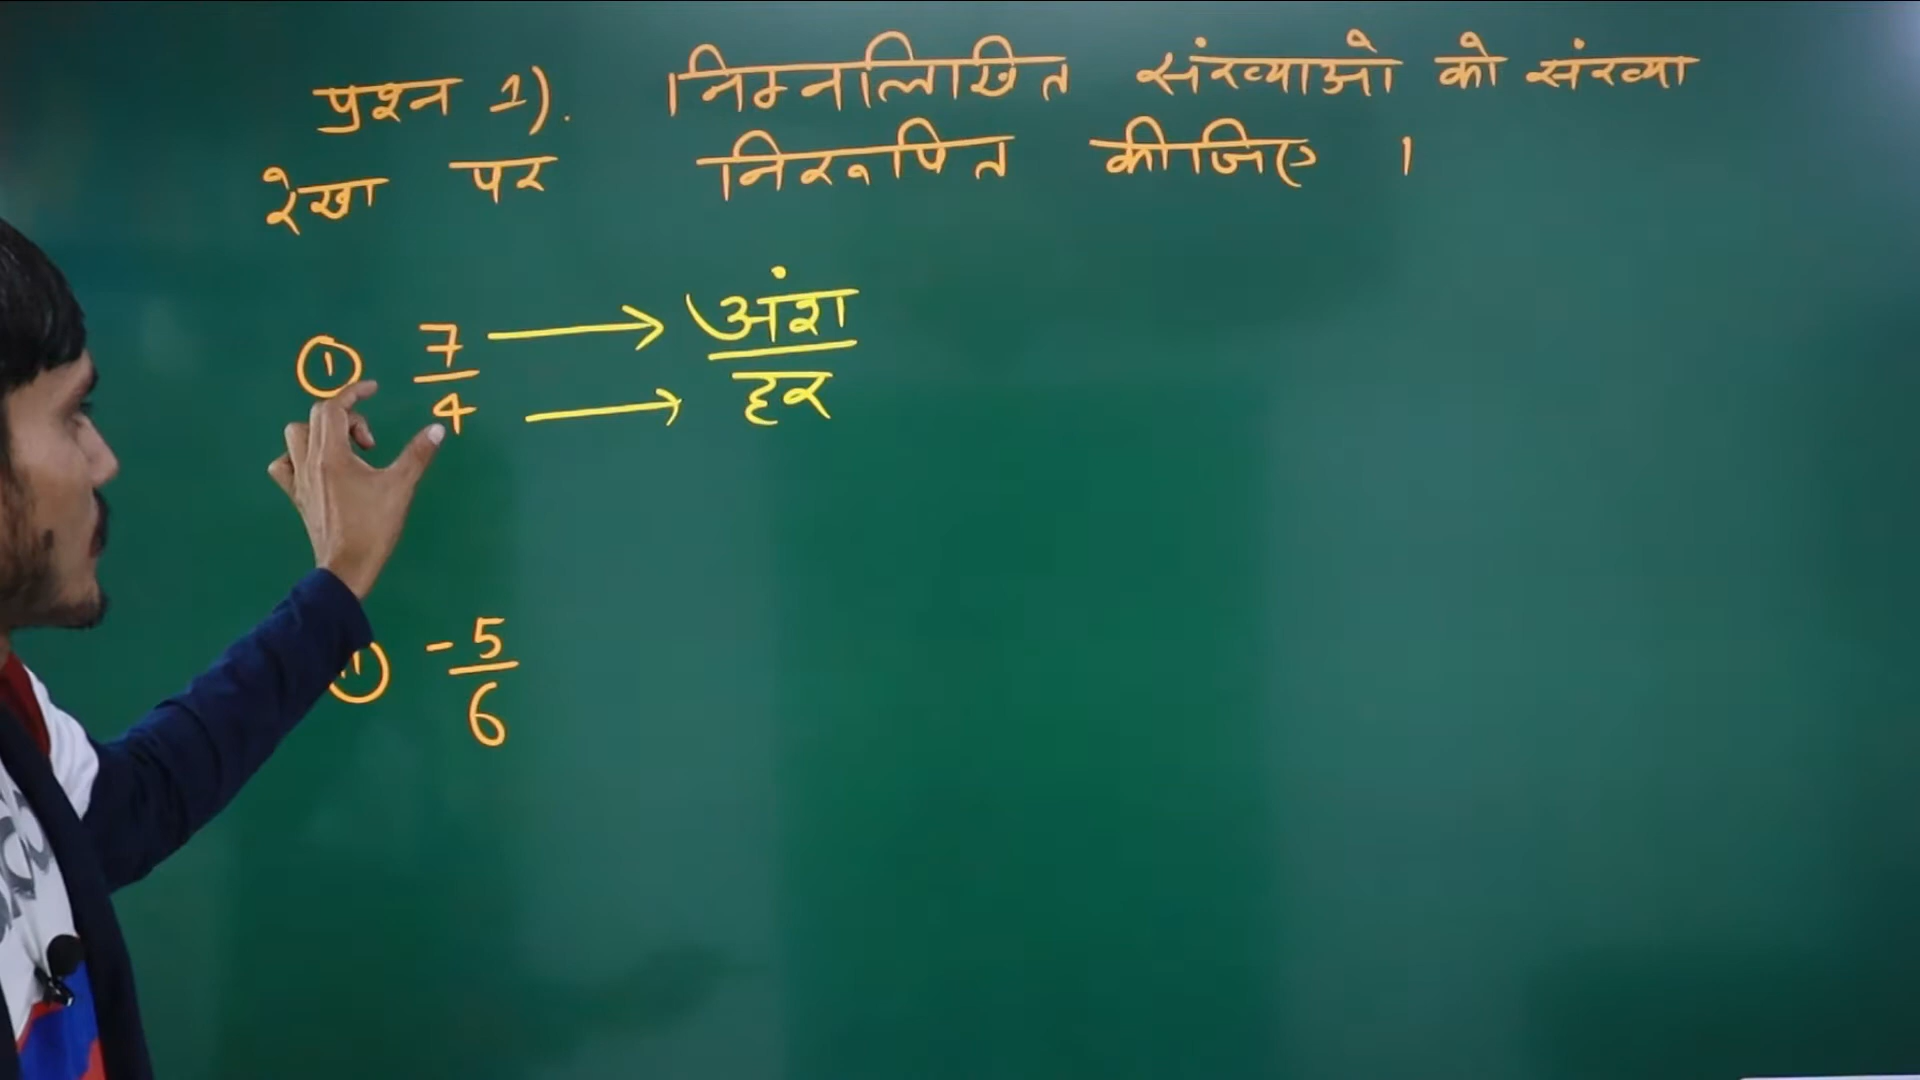 प्रश्न 1). निम्नलिखित संख्याओ को संख्या
रेखा पर निरूपित कीजिए ।
① 7/4 → अंश
→ हर
-5/6